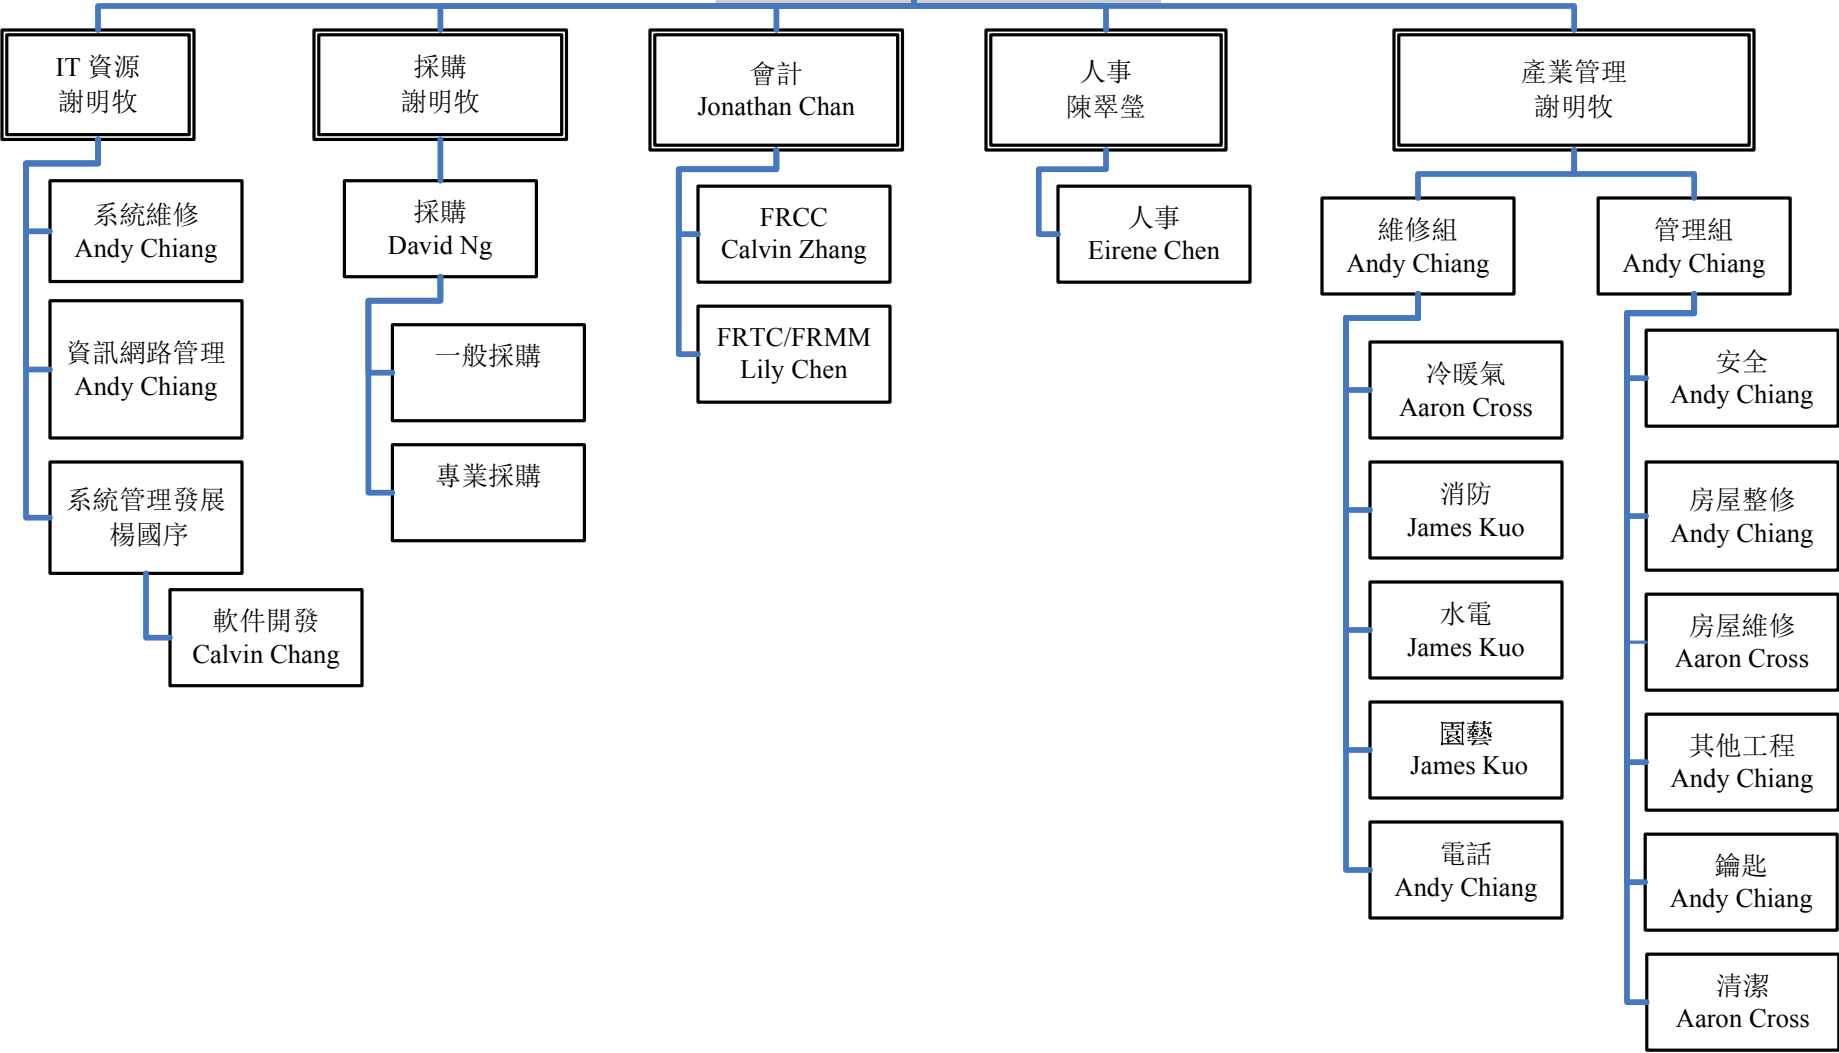 IT 資源
謝明牧
採購
謝明牧
會計
Jonathan Chan
人事
陳翠瑩
產業管理
謝明牧
系統維修
Andy Chiang
資訊網路管理
Andy Chiang
系統管理發展
楊國序
軟件開發
Calvin Chang
採購
David Ng
一般採購
專業採購
FRCC
Calvin Zhang
FRTC/FRMM
Lily Chen
人事
Eirene Chen
維修組
Andy Chiang
冷暖氣
Aaron Cross
消防
James Kuo
水電
James Kuo
園藝
James Kuo
電話
Andy Chiang
管理組
Andy Chiang
安全
Andy Chiang
房屋整修
Andy Chiang
房屋維修
Aaron Cross
其他工程
Andy Chiang
鑰匙
Andy Chiang
清潔
Aaron Cross